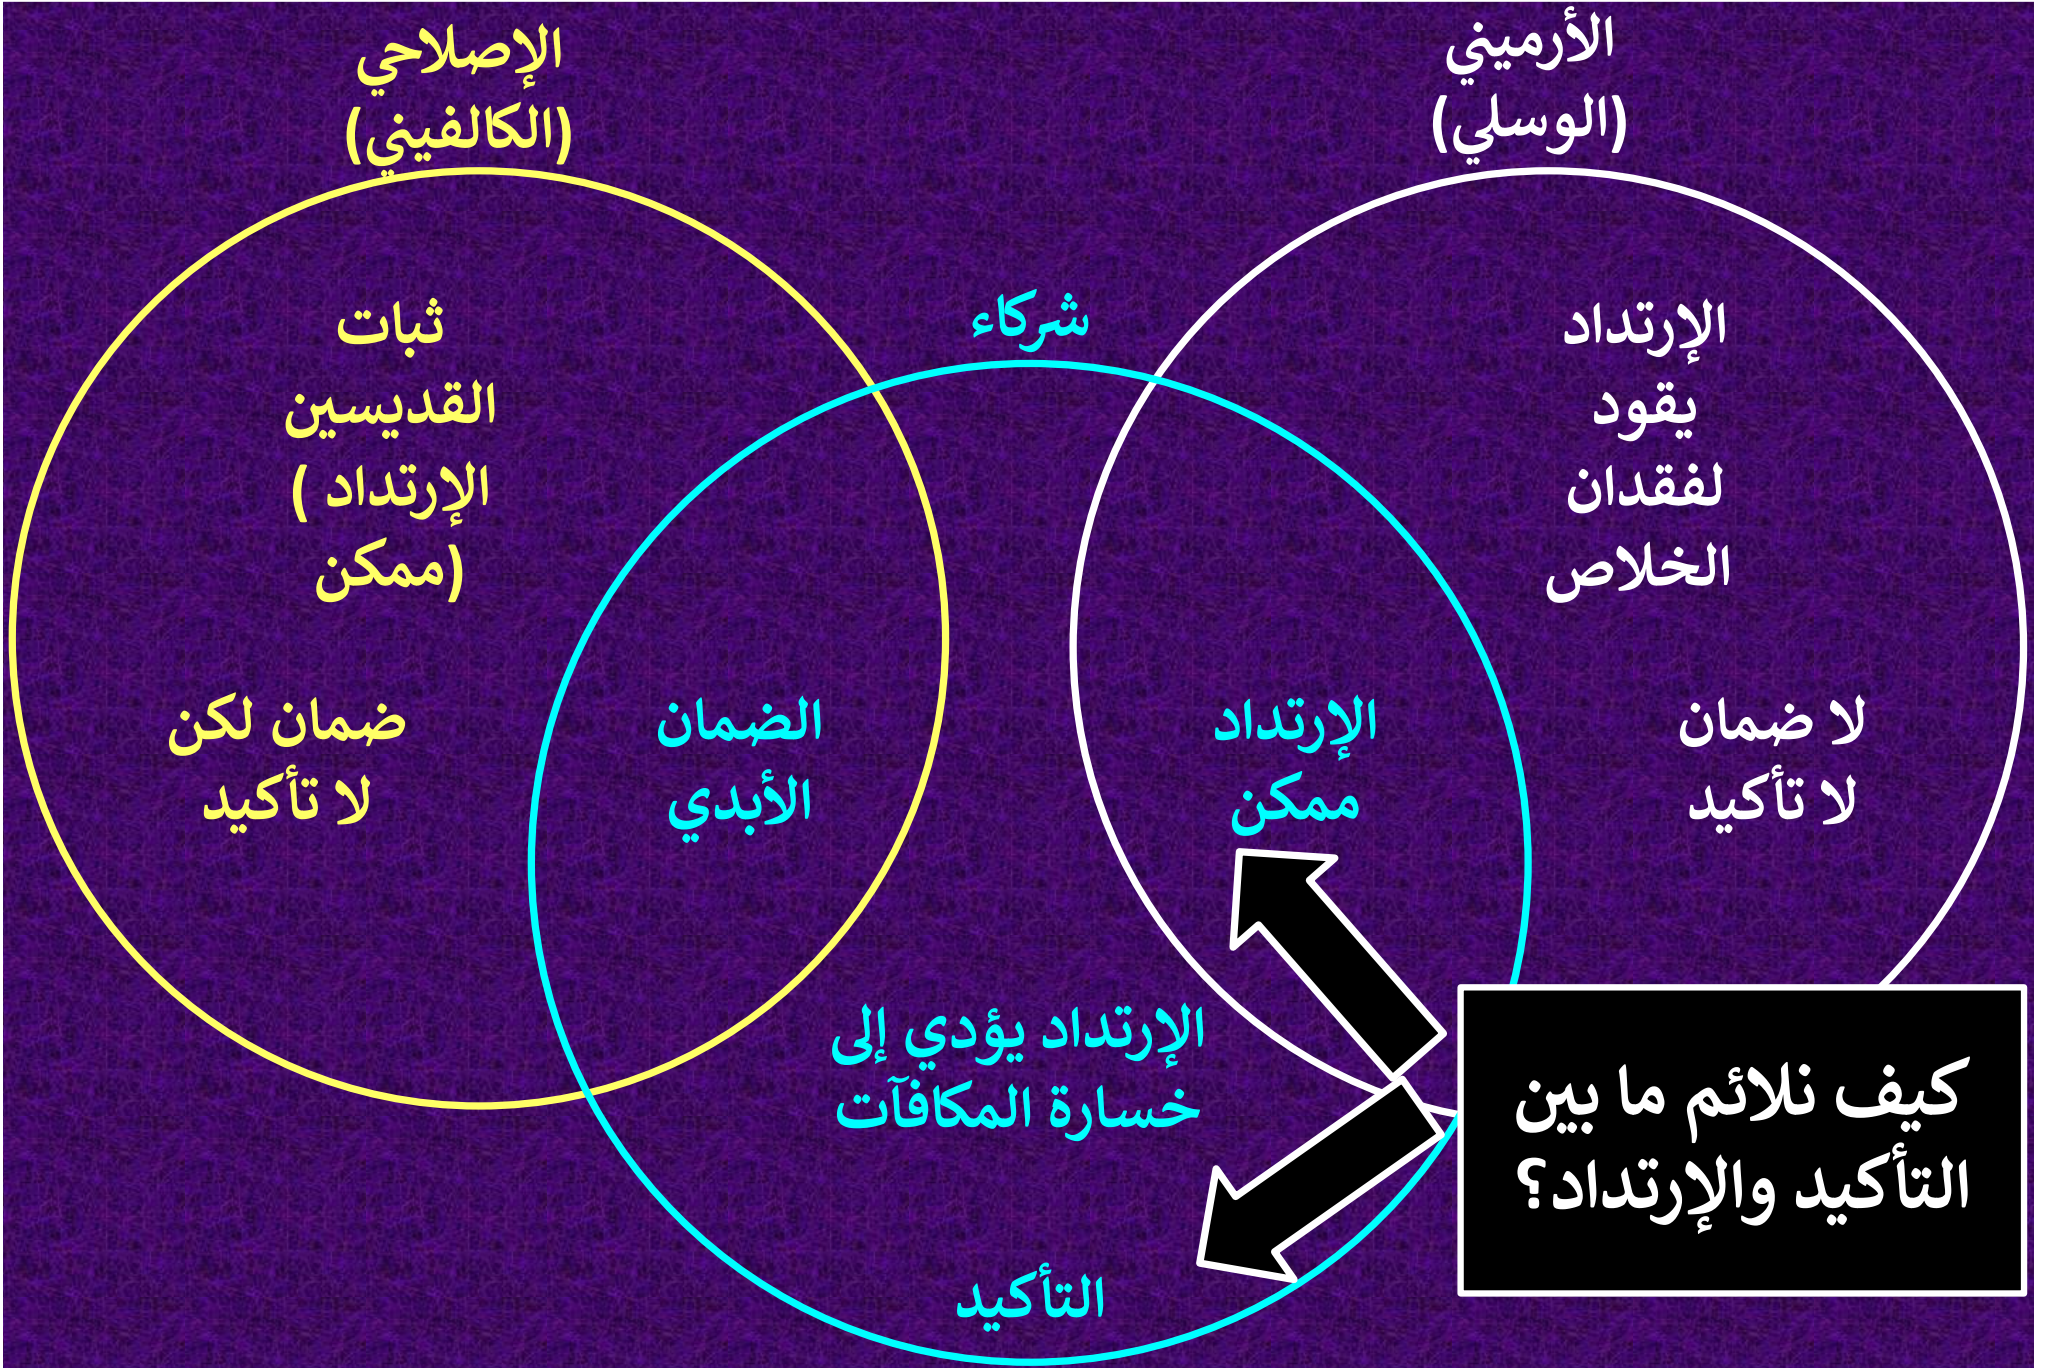 الأرميني
(الوسلي)
الإصلاحي
(الكالفيني)
شركاء
الإرتداد
يقود
لفقدان
الخلاص
لا ضمان
لا تأكيد
ثبات
القديسين
الإرتداد )
(ممكن
ضمان لكن
لا تأكيد
الإرتداد
ممكن
الضمان
الأبدي
الإرتداد يؤدي إلى
خسارة المكافآت
التأكيد
كيف نلائم ما بين
التأكيد والإرتداد؟